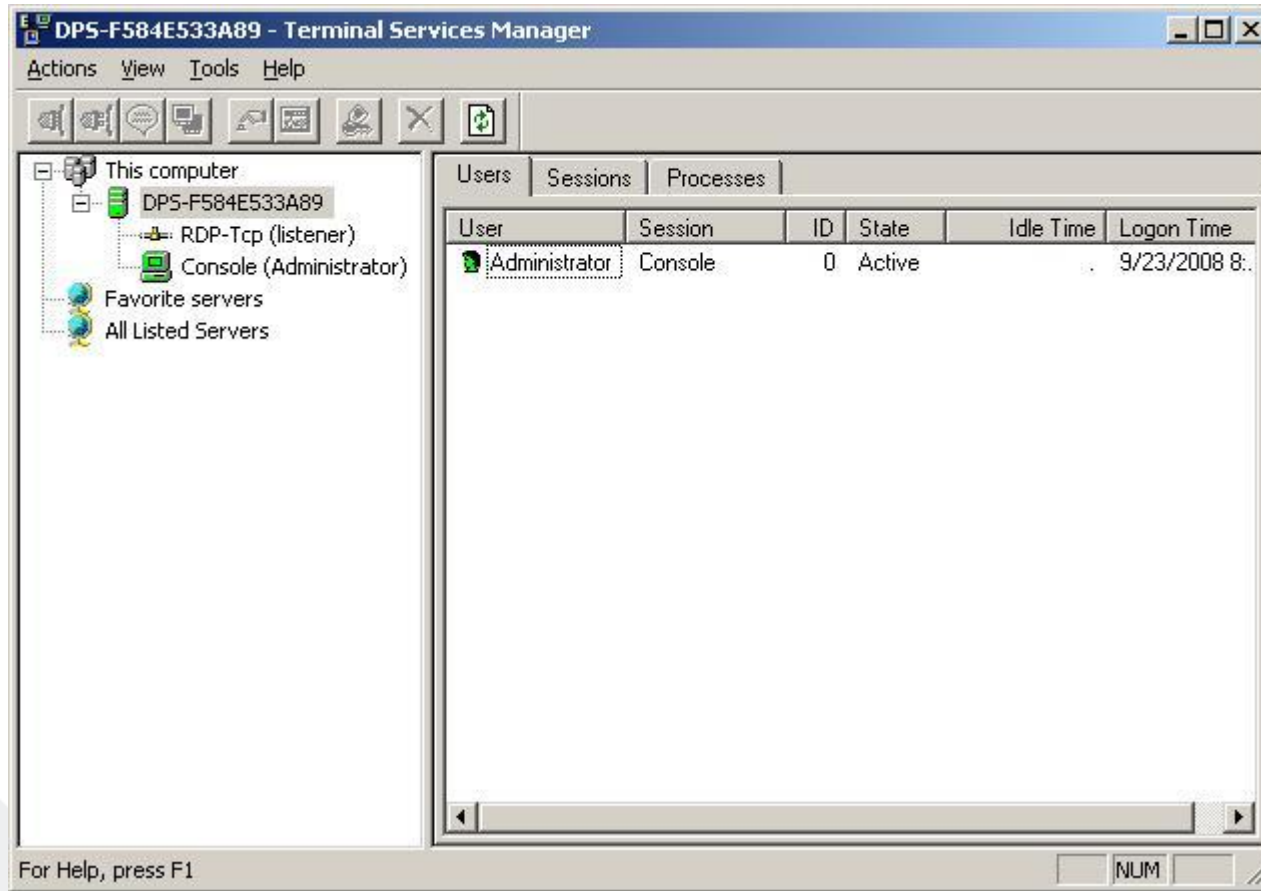 DPS-F584E533A89 - Terminal Services Manager
Actions View Tools Help
This computer
DPS-F584E533A89
RDP-Tcp (listener)
Console (Administrator)
Favorite servers
All Listed Servers
Users Sessions Processes
User Session ID State Idle Time Logon Time
Administrator Console 0 Active . 9/23/2008 8:.
For Help, press F1
NUM